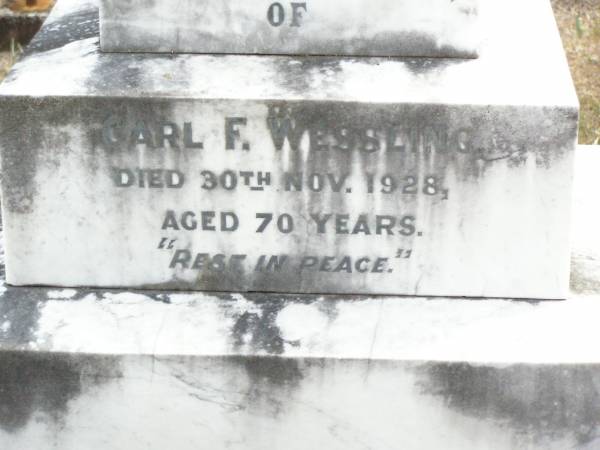 OF
CARL F. WESSLING,
DIED 30TH NOV. 1928,
AGED 70 YEARS.
"REST IN PEACE."